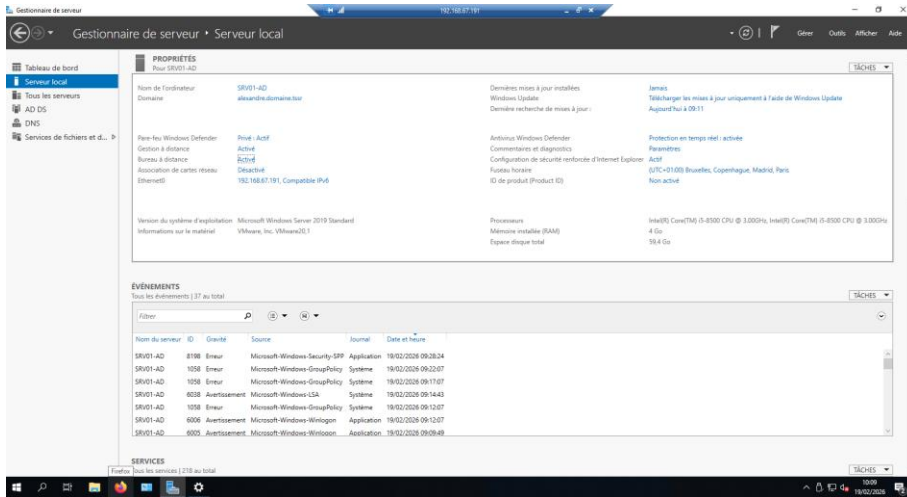 Gestionnaire de serveur
192.168.67.191
Gestionnaire de serveur • Serveur local
Gérer Outils Afficher Aide
Tableau de bord
Serveur local
Tous les serveurs
AD DS
DNS
Services de fichiers et d...
PROPRIÉTÉS
Pour SRV01-AD
TÂCHES
Nom de l'ordinateur SRV01-AD
Domaine alexandre.domaine.tssr
Dernières mises à jour installées Jamais
Windows Update Télécharger les mises à jour uniquement à l'aide de Windows Update
Dernière recherche de mises à jour : Aujourd'hui à 09:11
Pare-feu Windows Defender Privé : Actif
Gestion à distance Activé
Bureau à distance Activé
Association de cartes réseau Désactivé
Ethernet0 192.168.67.191, Compatible IPv6
Antivirus Windows Defender Protection en temps réel : activée
Commentaires et diagnostics Paramètres
Configuration de sécurité renforcée d'Internet Explorer Actif
Fuseau horaire (UTC+01:00) Bruxelles, Copenhague, Madrid, Paris
ID de produit (Product ID) Non activé
Version du système d'exploitation Microsoft Windows Server 2019 Standard
Informations sur le matériel VMware, Inc. VMware20,1
Processeurs Intel(R) Core(TM) i5-8500 CPU @ 3.00GHz, Intel(R) Core(TM) i5-8500 CPU @ 3.00GHz
Mémoire installée (RAM) 4 Go
Espace disque total 59,4 Go
ÉVÉNEMENTS
Tous les événements | 37 au total
TÂCHES
Filtrer
Nom du serveur ID Gravité Source Journal Date et heure
SRV01-AD 8198 Erreur Microsoft-Windows-Security-SPP Application 19/02/2026 09:28:24
SRV01-AD 1058 Erreur Microsoft-Windows-GroupPolicy Système 19/02/2026 09:22:07
SRV01-AD 1058 Erreur Microsoft-Windows-GroupPolicy Système 19/02/2026 09:17:07
SRV01-AD 6038 Avertissement Microsoft-Windows-LSA Système 19/02/2026 09:14:43
SRV01-AD 1058 Erreur Microsoft-Windows-GroupPolicy Système 19/02/2026 09:12:07
SRV01-AD 6006 Avertissement Microsoft-Windows-Winlogon Application 19/02/2026 09:12:07
SRV01-AD 6005 Avertissement Microsoft-Windows-Winlogon Application 19/02/2026 09:09:49
SERVICES
Tous les services | 218 au total
TÂCHES
Firefox
10:09
19/02/2026